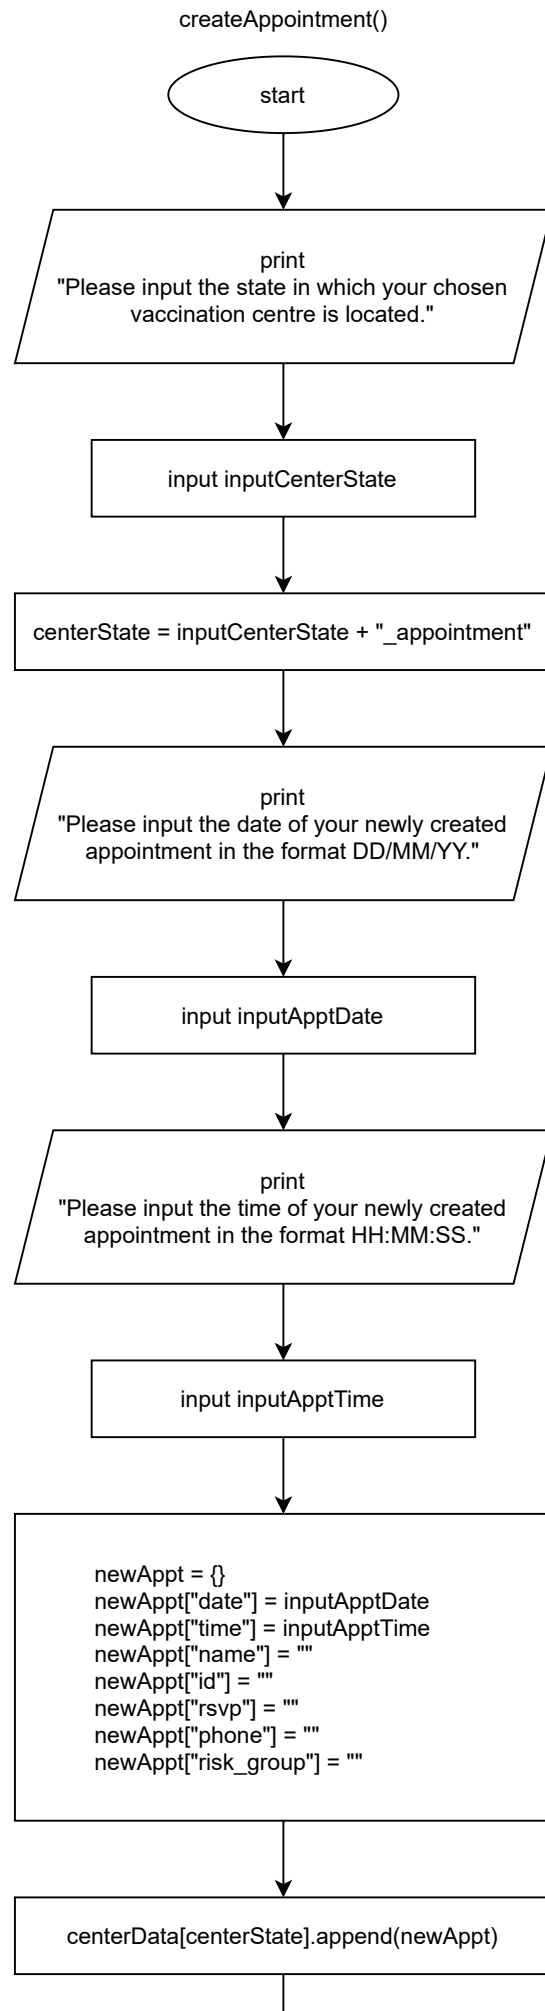 createAppointment()
start
print
"Please input the state in which your chosen
vaccination centre is located."
input inputCenterState
centerState = inputCenterState + "_appointment"
print
"Please input the date of your newly created
appointment in the format DD/MM/YY."
input inputApptDate
print
"Please input the time of your newly created
appointment in the format HH:MM:SS."
input inputApptTime
newAppt = {}
newAppt["date"] = inputApptDate
newAppt["time"] = inputApptTime
newAppt["name"] = ""
newAppt["id"] = ""
newAppt["rsvp"] = ""
newAppt["phone"] = ""
newAppt["risk_group"] = ""
centerData[centerState].append(newAppt)